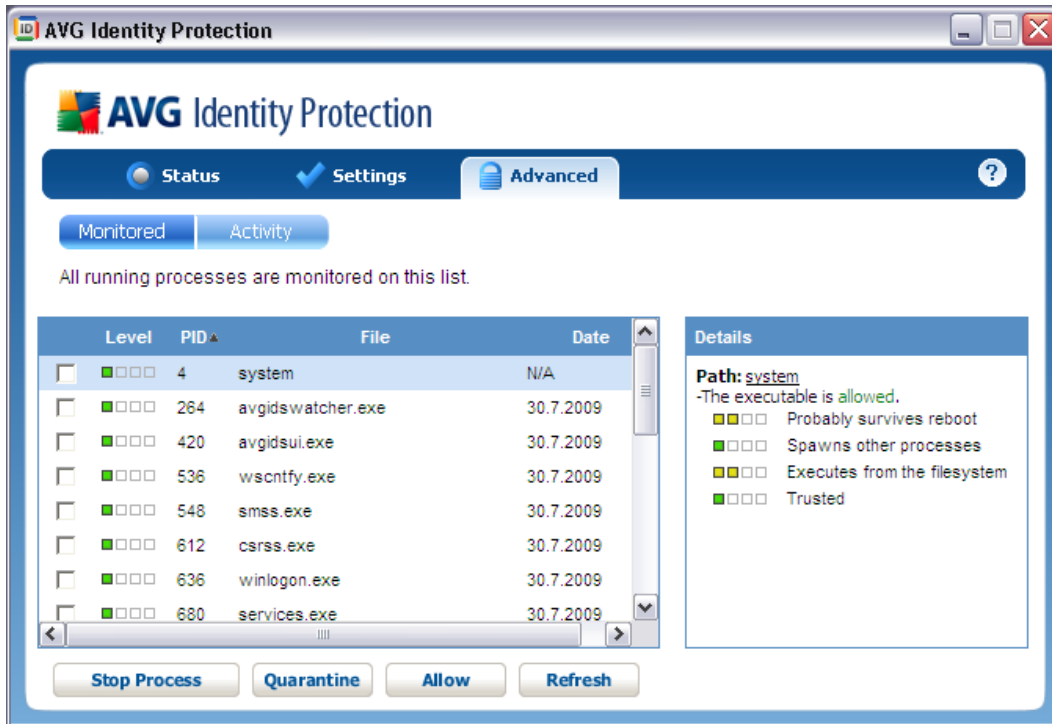 ID AVG Identity Protection
AVG Identity Protection
Status Settings Advanced ?
Monitored Activity
All running processes are monitored on this list.
Level PID File Date
4 system N/A
264 avgidswatcher.exe 30.7.2009
420 avgidsui.exe 30.7.2009
536 wscntfy.exe 30.7.2009
548 smss.exe 30.7.2009
612 csrss.exe 30.7.2009
636 winlogon.exe 30.7.2009
680 services.exe 30.7.2009
Details
Path: system
-The executable is allowed.
Probably survives reboot
Spawns other processes
Executes from the filesystem
Trusted
Stop Process Quarantine Allow Refresh